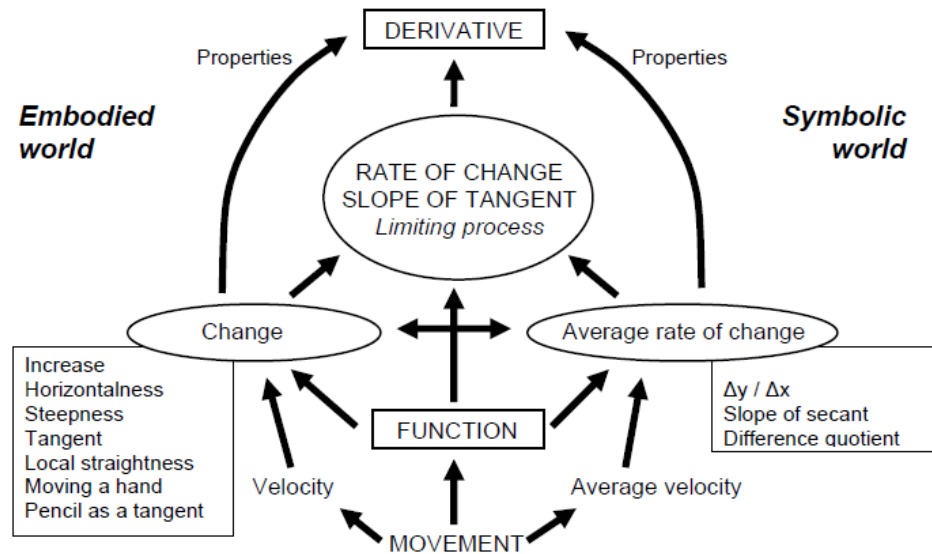 DERIVATIVE
Properties
Properties
Embodied
world
Symbolic
world
RATE OF CHANGE
SLOPE OF TANGENT
Limiting process
Change
Average rate of change
Increase
Horizontalness
Steepness
Tangent
Local straightness
Moving a hand
Pencil as a tangent
Δy / Δx
Slope of secant
Difference quotient
FUNCTION
Velocity
Average velocity
MOVEMENT